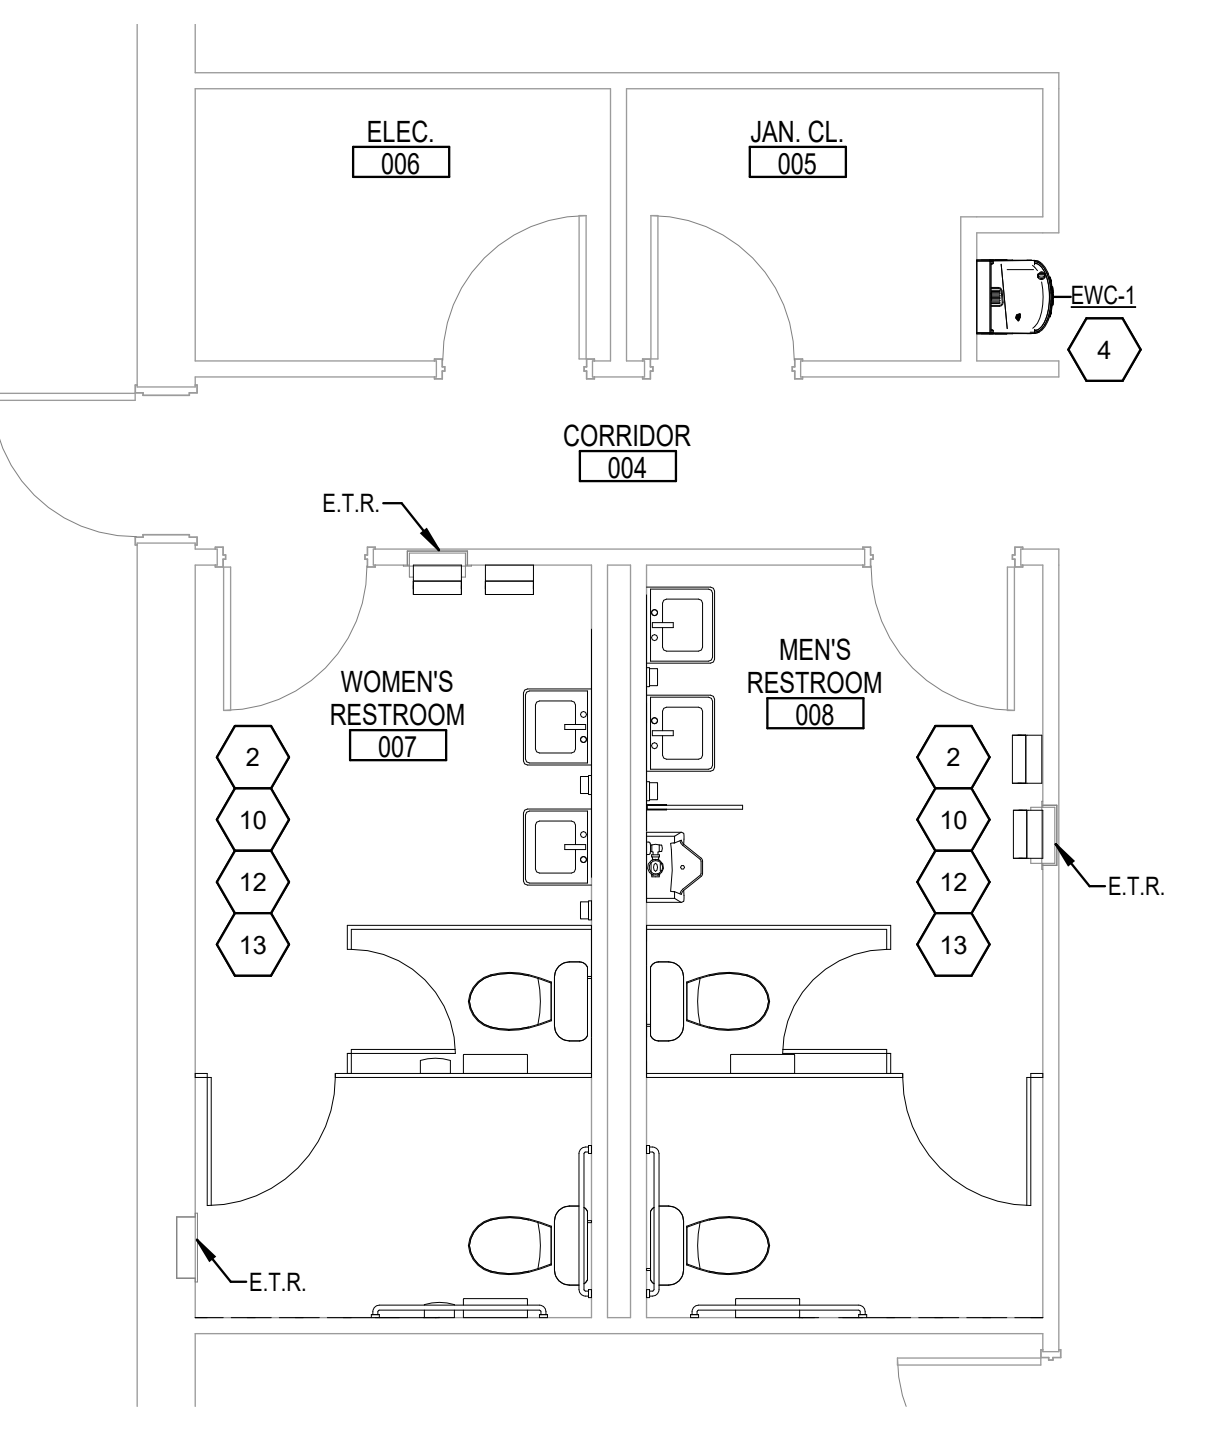 ELEC.
006
JAN. CL.
005
EWC-1
4
CORRIDOR
004
E.T.R.
WOMEN'S
RESTROOM
007
MEN'S
RESTROOM
008
2
10
12
13
2
10
12
13
E.T.R.
E.T.R.